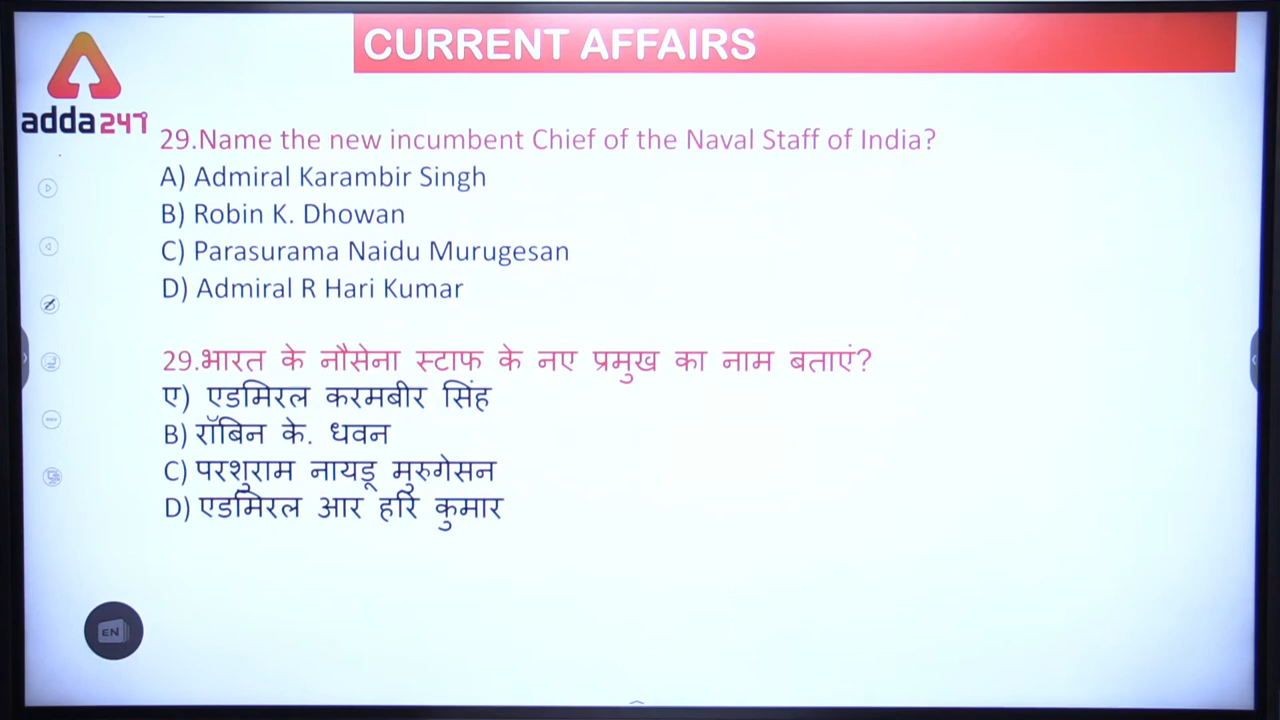 CURRENT AFFAIRS
adda247
29.Name the new incumbent Chief of the Naval Staff of India?
A) Admiral Karambir Singh
B) Robin K. Dhowan
C) Parasurama Naidu Murugesan
D) Admiral R Hari Kumar
29.भारत के नौसेना स्टाफ के नए प्रमुख का नाम बताएं?
ए) एडमिरल करमबीर सिंह
B) रॉबिन के. धवन
C) परशुराम नायडू मुरुगेसन
D) एडमिरल आर हरि कुमार
EN